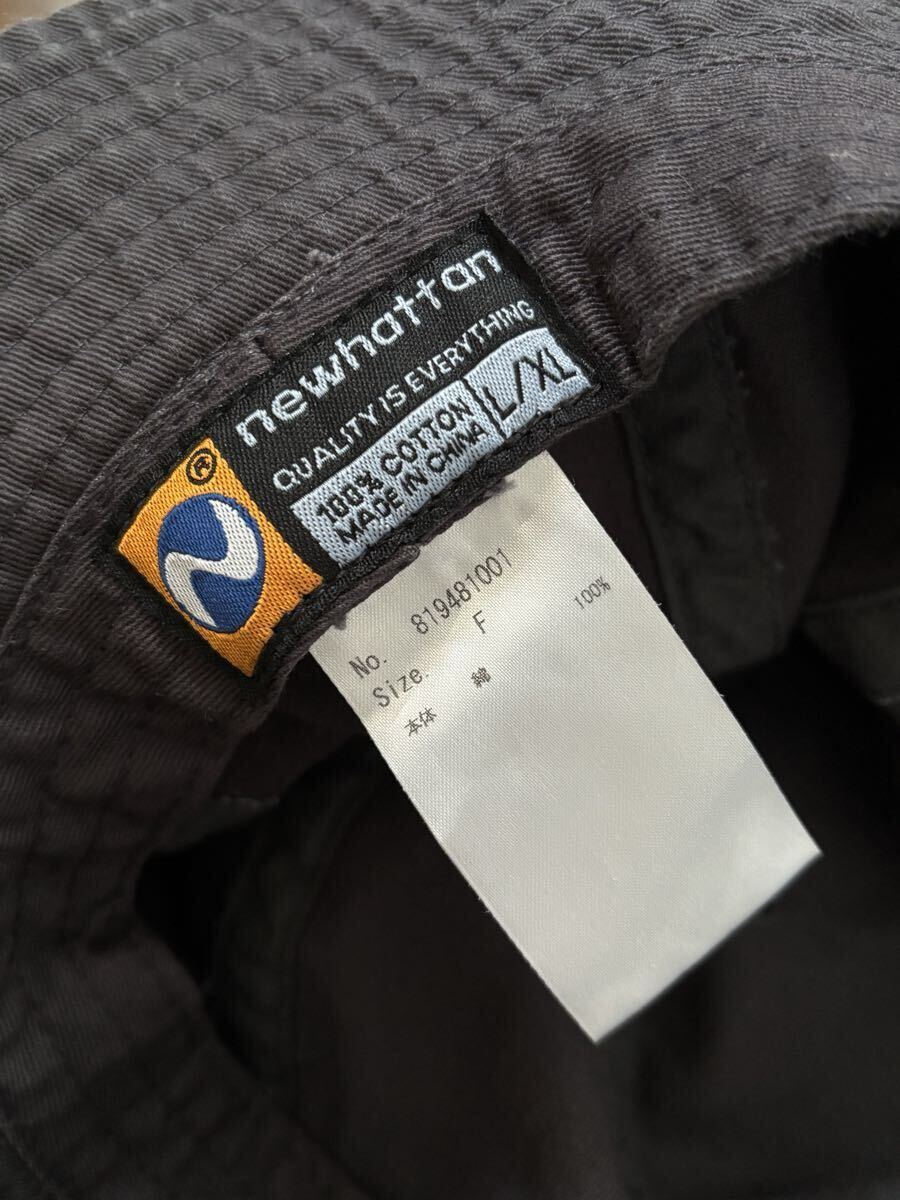 newhattan
®
QUALITY IS EVERYTHING
100% COTTON
MADE IN CHINA
L/XL
No. 819481001
Size. F
本体 綿 100%